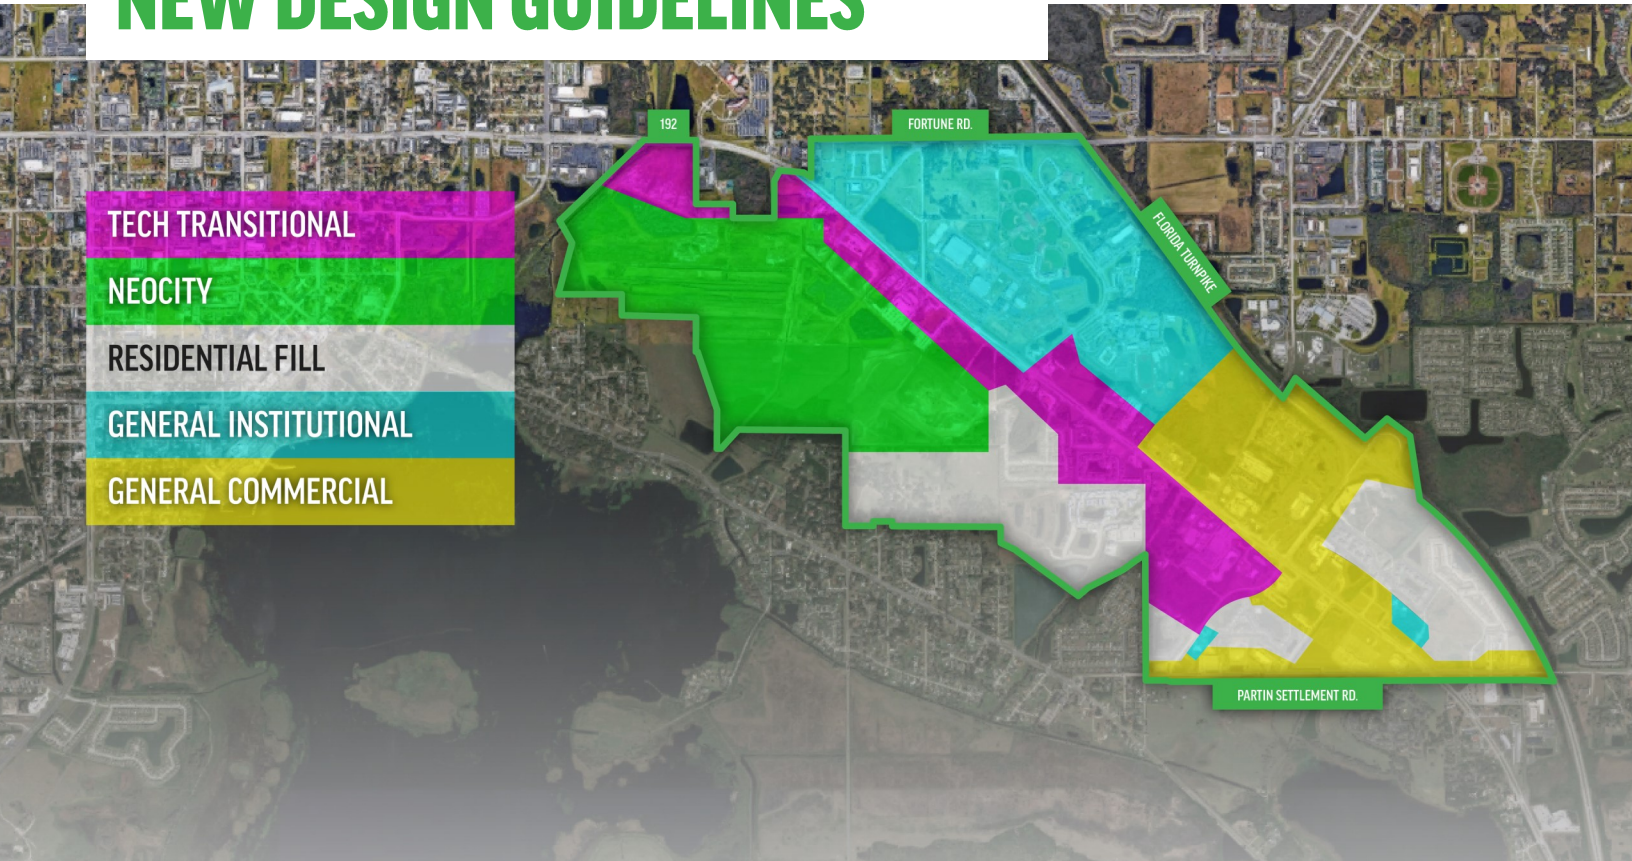 NEW DESIGN GUIDELINES
192
FORTUNE RD.
TECH TRANSITIONAL
NEOCITY
RESIDENTIAL FILL
GENERAL INSTITUTIONAL
GENERAL COMMERCIAL
FLORIDA TURNPIKE
PARTIN SETTLEMENT RD.